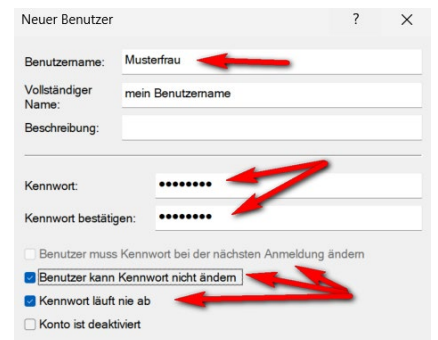 Neuer Benutzer ? ×
Benutzername: Musterfrau
Vollständiger Name: mein Benutzername
Beschreibung:
Kennwort: ••••••••
Kennwort bestätigen: ••••••••
Benutzer muss Kennwort bei der nächsten Anmeldung ändern
Benutzer kann Kennwort nicht ändern
Kennwort läuft nie ab
Konto ist deaktiviert